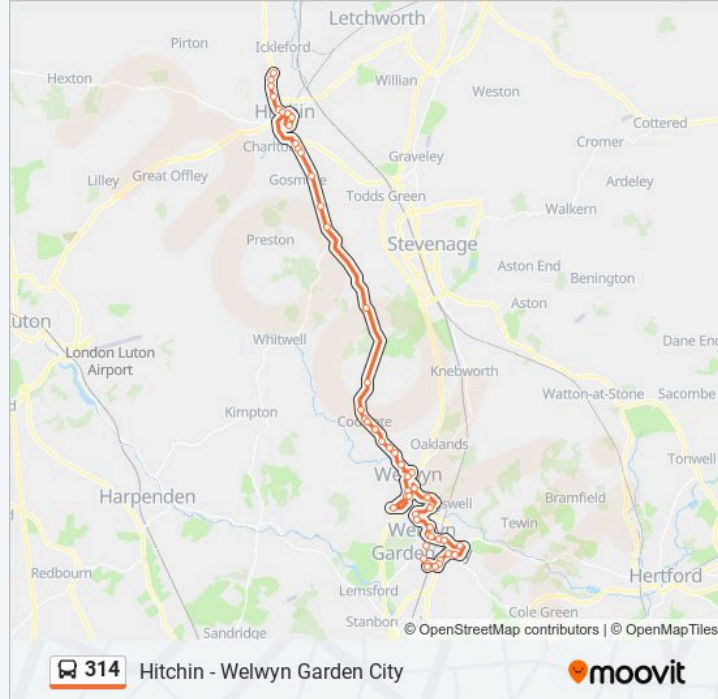 Letchworth
Pirton
Ickleford
Hexton
Willian
Weston
Cottered
Charlton
Cromer
Graveley
Lilley
Great Offley
Gosmore
Ardeley
Todds Green
Walkern
Preston
Stevenage
Aston End
Benington
Aston
uton
Whitwell
Dane End
London Luton
Airport
Knebworth
Watton-at-Stone
Sacombe
Kimpton
Oaklands
Tonwell
Welwyn
Harpenden
Bramfield
Tewin
Welwyn
Garden
Redbourn
Hertford
Lemsford
Cole Green
Stanbor
Sandridge
© OpenStreetMap contributors | © OpenMapTiles
314 Hitchin - Welwyn Garden City
moovit